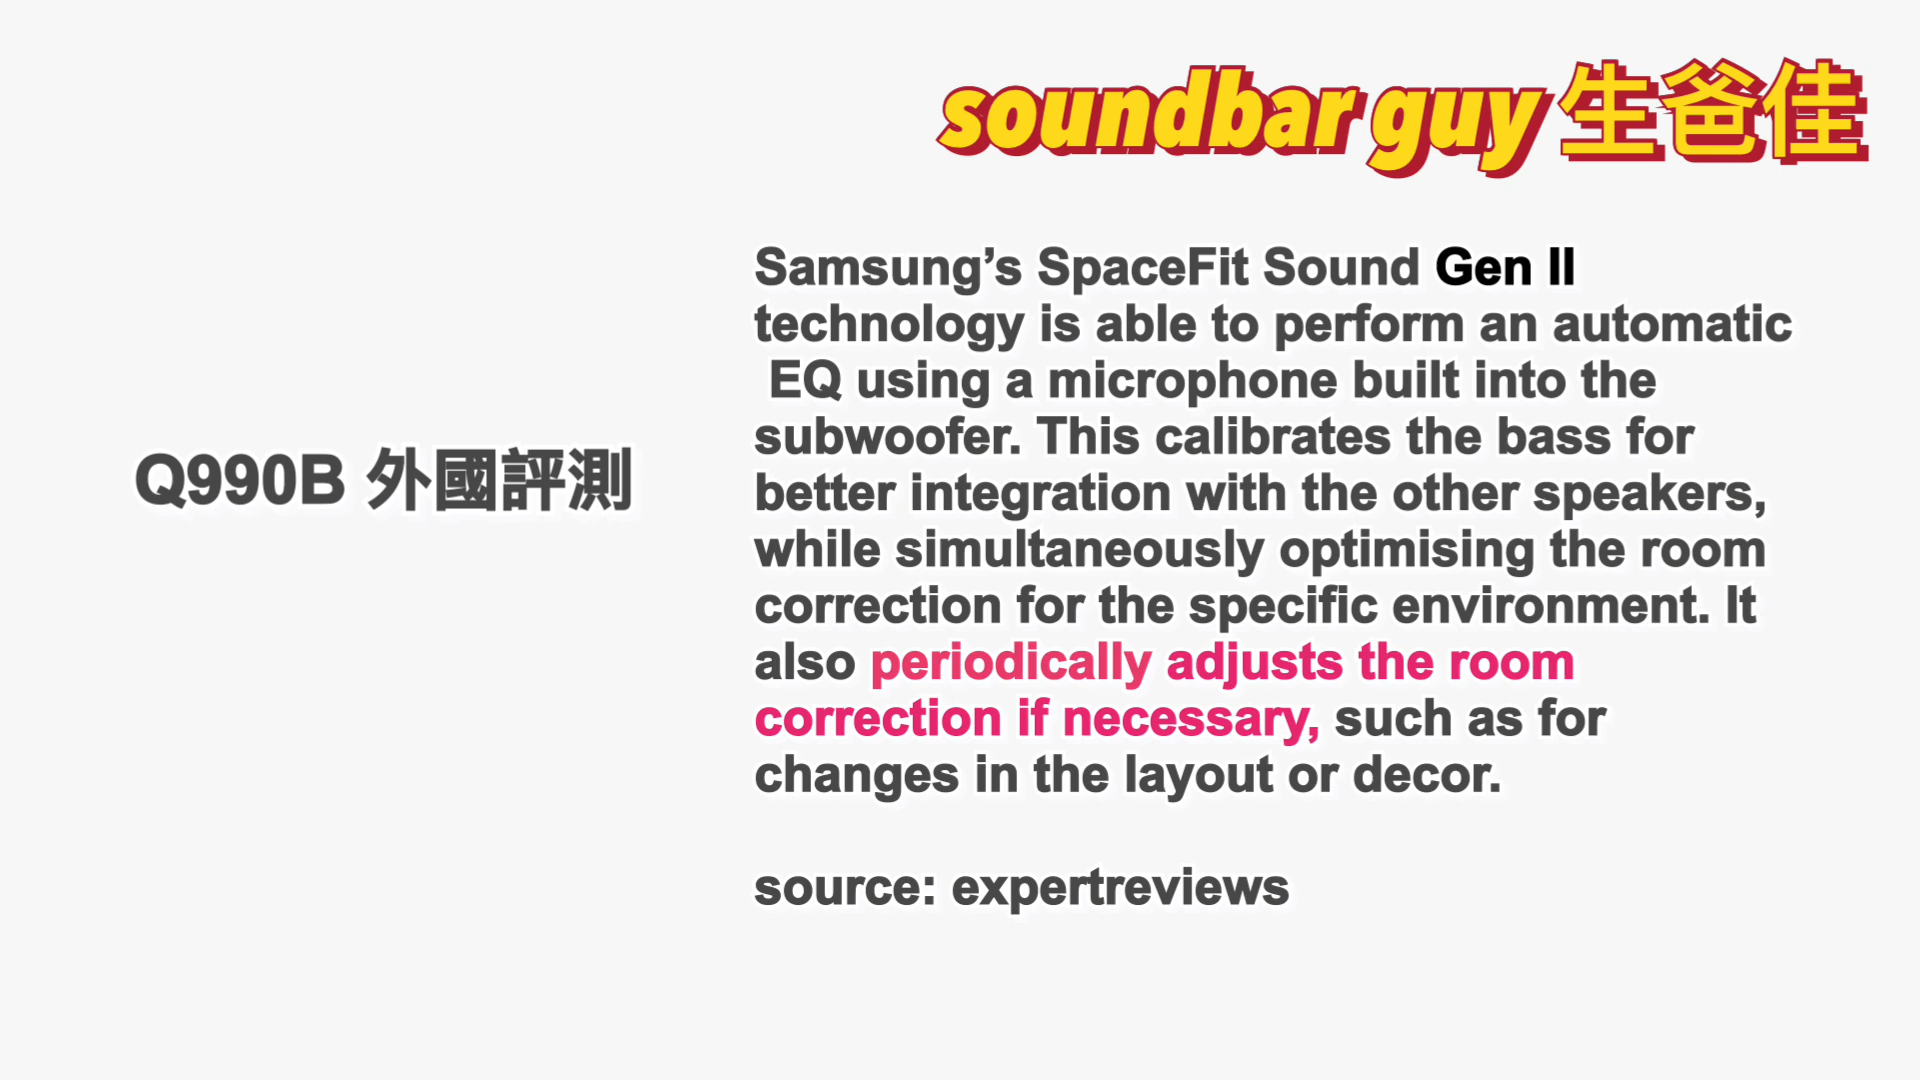 soundbar guy 生爸佳
Q990B 外國評測
Samsung’s SpaceFit Sound Gen II
technology is able to perform an automatic
EQ using a microphone built into the
subwoofer. This calibrates the bass for
better integration with the other speakers,
while simultaneously optimising the room
correction for the specific environment. It
also periodically adjusts the room
correction if necessary, such as for
changes in the layout or decor.
source: expertreviews